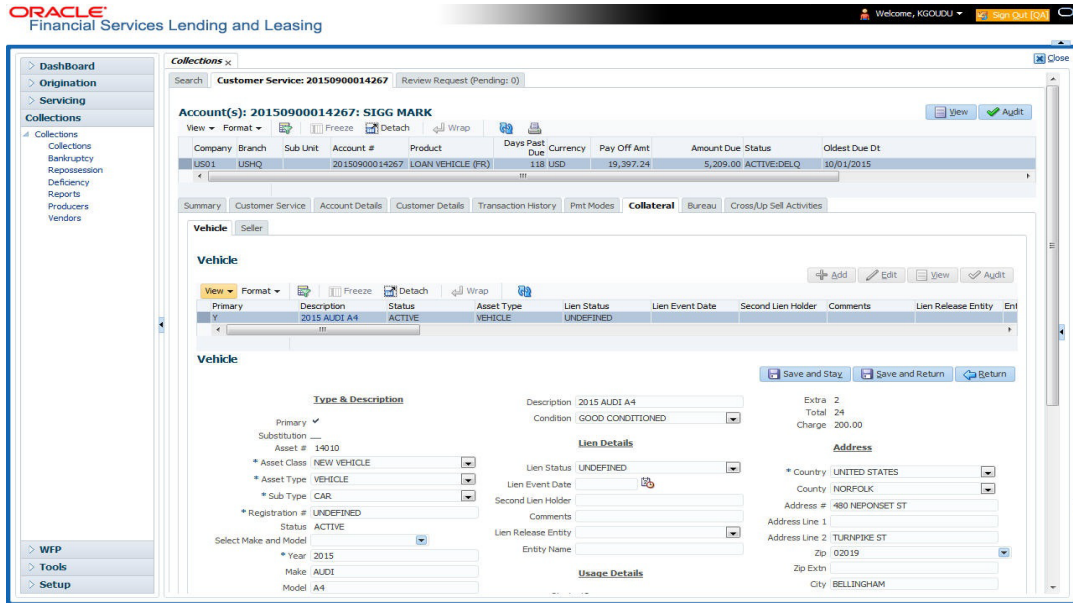 ORACLE
Financial Services Lending and Leasing
Welcome, KGOUDU
Sign Out [QA]
Close
DashBoard
Origination
Servicing
Collections
Collections
Collections
Bankruptcy
Repossession
Deficiency
Reports
Producers
Vendors
WFP
Tools
Setup
Collections x
Search Customer Service: 20150900014267 Review Request (Pending: 0)
Account(s): 20150900014267: SIGG MARK
View Audit
View Format Freeze Detach Wrap
Company Branch Sub Unit Account # Product Days Past Due Currency Pay Off Amt Amount Due Status Oldest Due Dt
US01 USHQ 20150900014267 LOAN VEHICLE (FR) 118 USD 19,397.24 5,209.00 ACTIVE:DELQ 10/01/2015
Summary Customer Service Account Details Customer Details Transaction History Pmt Modes Collateral Bureau Cross/Up Sell Activities
Vehicle Seller
Vehicle
Add Edit View Audit
View Format Freeze Detach Wrap
Primary Description Status Asset Type Lien Status Lien Event Date Second Lien Holder Comments Lien Release Entity Ent
Y 2015 AUDI A4 ACTIVE VEHICLE UNDEFINED
Vehicle
Save and Stay Save and Return Return
Type & Description
Primary
Substitution
Asset # 14010
* Asset Class NEW VEHICLE
* Asset Type VEHICLE
* Sub Type CAR
* Registration # UNDEFINED
Status ACTIVE
Select Make and Model
* Year 2015
Make AUDI
Model A4
Description 2015 AUDI A4
Condition GOOD CONDITIONED
Lien Details
Lien Status UNDEFINED
Lien Event Date
Second Lien Holder
Comments
Lien Release Entity
Entity Name
Usage Details
Extra 2
Total 24
Charge 200.00
Address
* Country UNITED STATES
County NORFOLK
Address # 480 NEPONSET ST
Address Line 1
Address Line 2 TURNPIKE ST
Zip 02019
Zip Extn
City BELLINGHAM